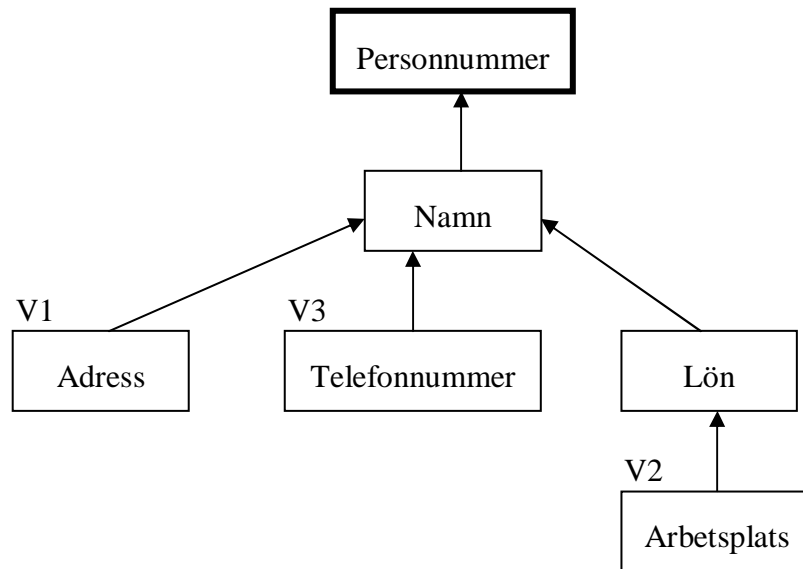 Personnummer
Namn
V1
V3
Adress
Telefonnummer
Lön
V2
Arbetsplats